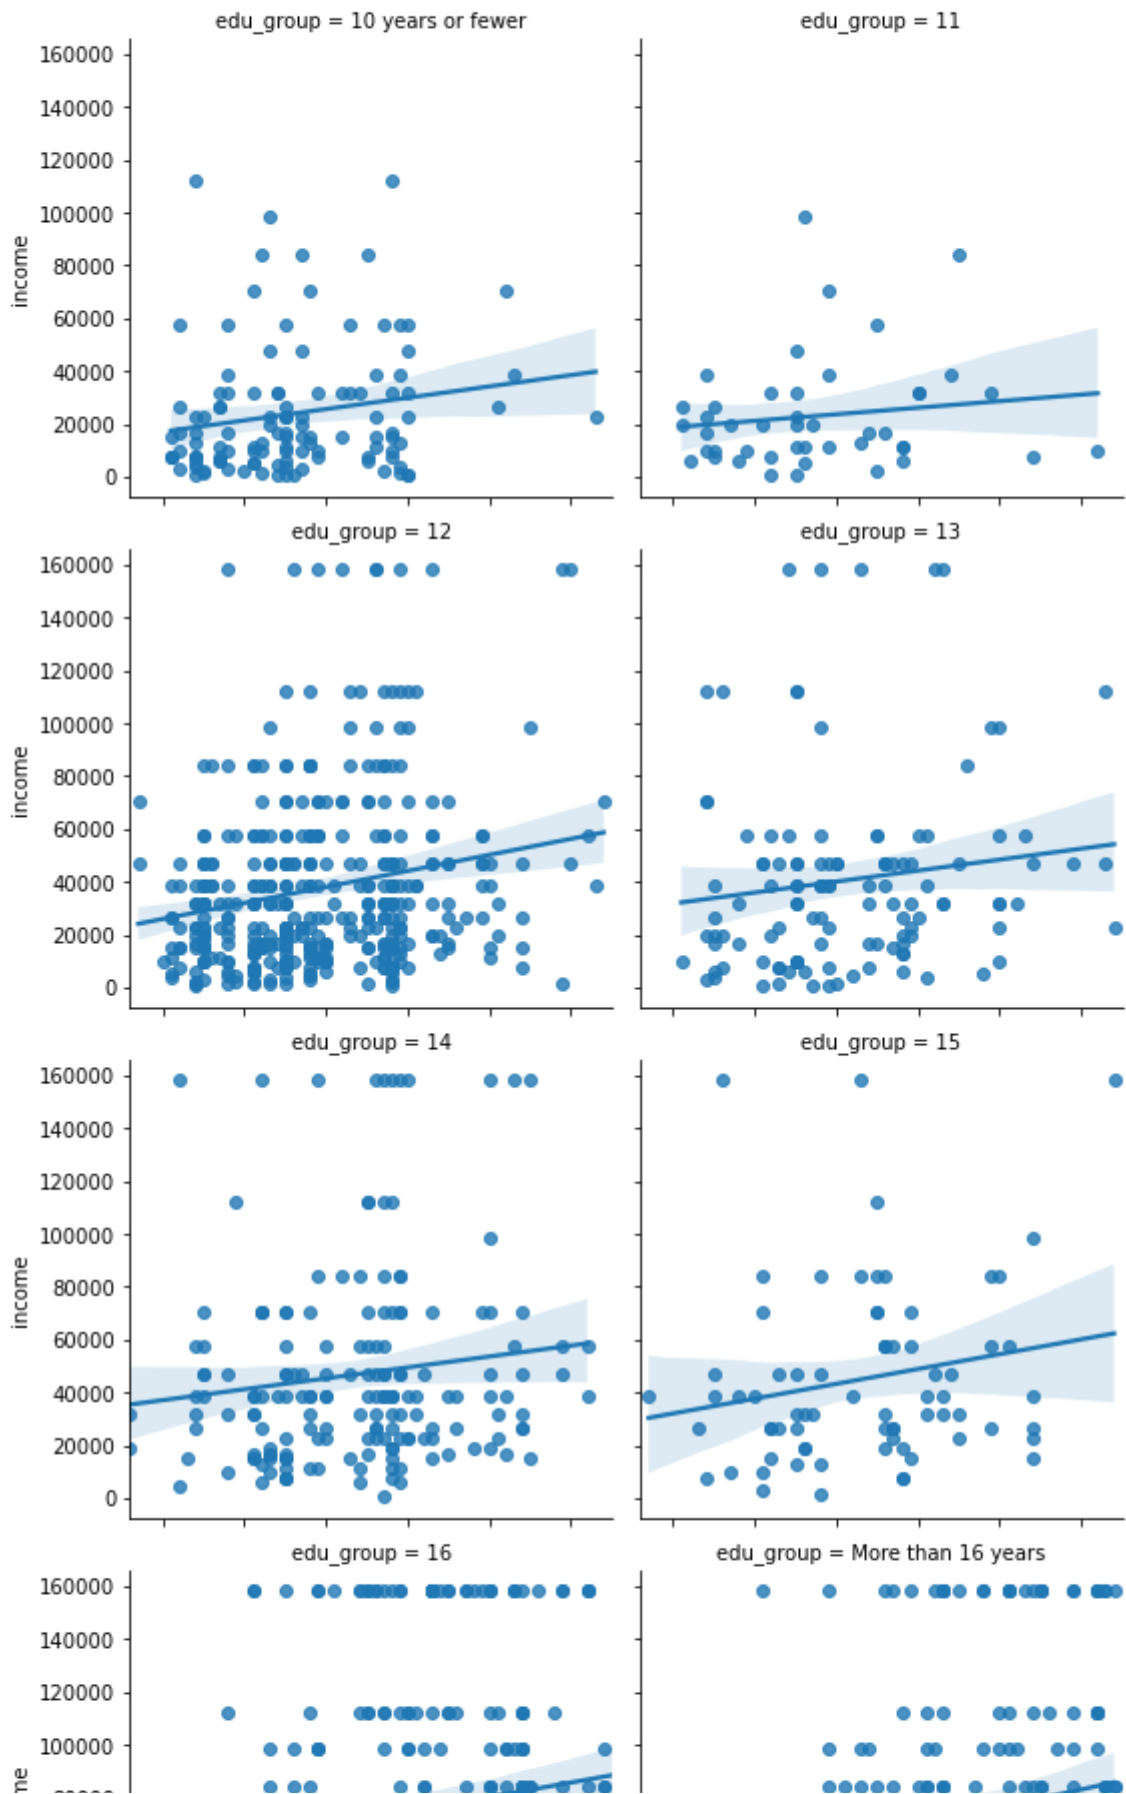 edu_group = 10 years or fewer
edu_group = 11
160000
140000
120000
100000
80000
60000
40000
20000
0
income
edu_group = 12
edu_group = 13
160000
140000
120000
100000
80000
60000
40000
20000
0
income
edu_group = 14
edu_group = 15
160000
140000
120000
100000
80000
60000
40000
20000
0
income
edu_group = 16
edu_group = More than 16 years
160000
140000
120000
100000